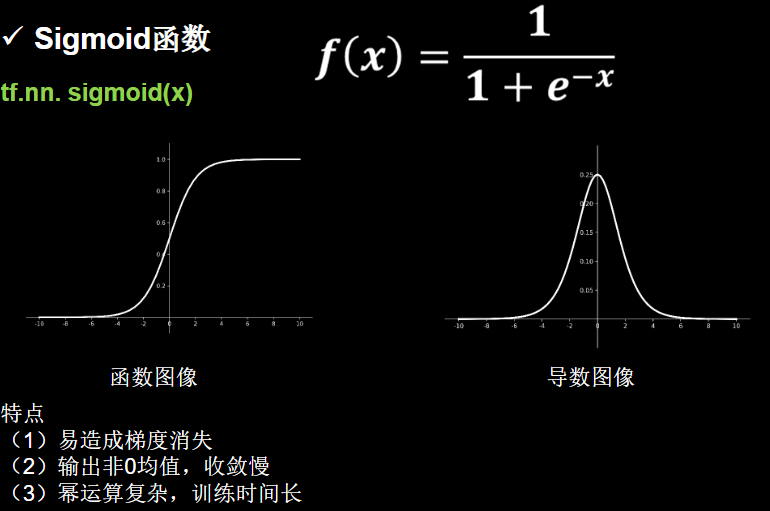 ✓ Sigmoid函数
f(x) = 1 / (1 + e^{-x})
tf.nn. sigmoid(x)
1.0
0.8
0.6
0.4
0.2
-10 -8 -6 -4 -2 0 2 4 6 8 10
0.25
0.20
0.15
0.10
0.05
-10 -8 -6 -4 -2 0 2 4 6 8 10
函数图像
导数图像
特点
（1）易造成梯度消失
（2）输出非0均值，收敛慢
（3）幂运算复杂，训练时间长